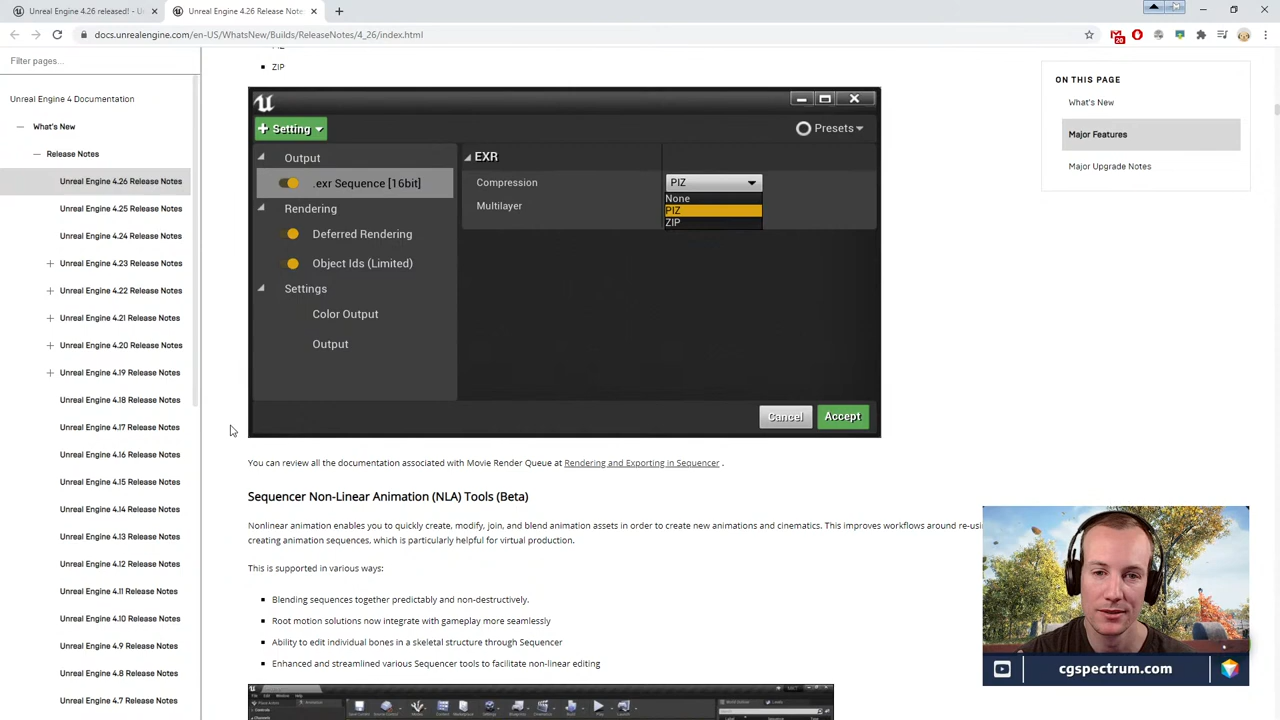 Unreal Engine 4.26 released! - U
Unreal Engine 4.26 Release Notes
docs.unrealengine.com/en-US/WhatsNew/Builds/ReleaseNotes/4_26/index.html
20
Filter pages...
Unreal Engine 4 Documentation
What's New
Release Notes
Unreal Engine 4.26 Release Notes
Unreal Engine 4.25 Release Notes
Unreal Engine 4.24 Release Notes
Unreal Engine 4.23 Release Notes
Unreal Engine 4.22 Release Notes
Unreal Engine 4.21 Release Notes
Unreal Engine 4.20 Release Notes
Unreal Engine 4.19 Release Notes
Unreal Engine 4.18 Release Notes
Unreal Engine 4.17 Release Notes
Unreal Engine 4.16 Release Notes
Unreal Engine 4.15 Release Notes
Unreal Engine 4.14 Release Notes
Unreal Engine 4.13 Release Notes
Unreal Engine 4.12 Release Notes
Unreal Engine 4.11 Release Notes
Unreal Engine 4.10 Release Notes
Unreal Engine 4.9 Release Notes
Unreal Engine 4.8 Release Notes
Unreal Engine 4.7 Release Notes
ZIP
Setting
Presets
Output
.exr Sequence [16bit]
Rendering
Deferred Rendering
Object Ids (Limited)
Settings
Color Output
Output
EXR
Compression
PIZ
Multilayer
None
PIZ
ZIP
Cancel
Accept
You can review all the documentation associated with Movie Render Queue at Rendering and Exporting in Sequencer .
Sequencer Non-Linear Animation (NLA) Tools (Beta)
Nonlinear animation enables you to quickly create, modify, join, and blend animation assets in order to create new animations and cinematics. This improves workflows around re-usin
creating animation sequences, which is particularly helpful for virtual production.
This is supported in various ways:
Blending sequences together predictably and non-destructively.
Root motion solutions now integrate with gameplay more seamlessly
Ability to edit individual bones in a skeletal structure through Sequencer
Enhanced and streamlined various Sequencer tools to facilitate non-linear editing
ON THIS PAGE
What's New
Major Features
Major Upgrade Notes
cgspectrum.com